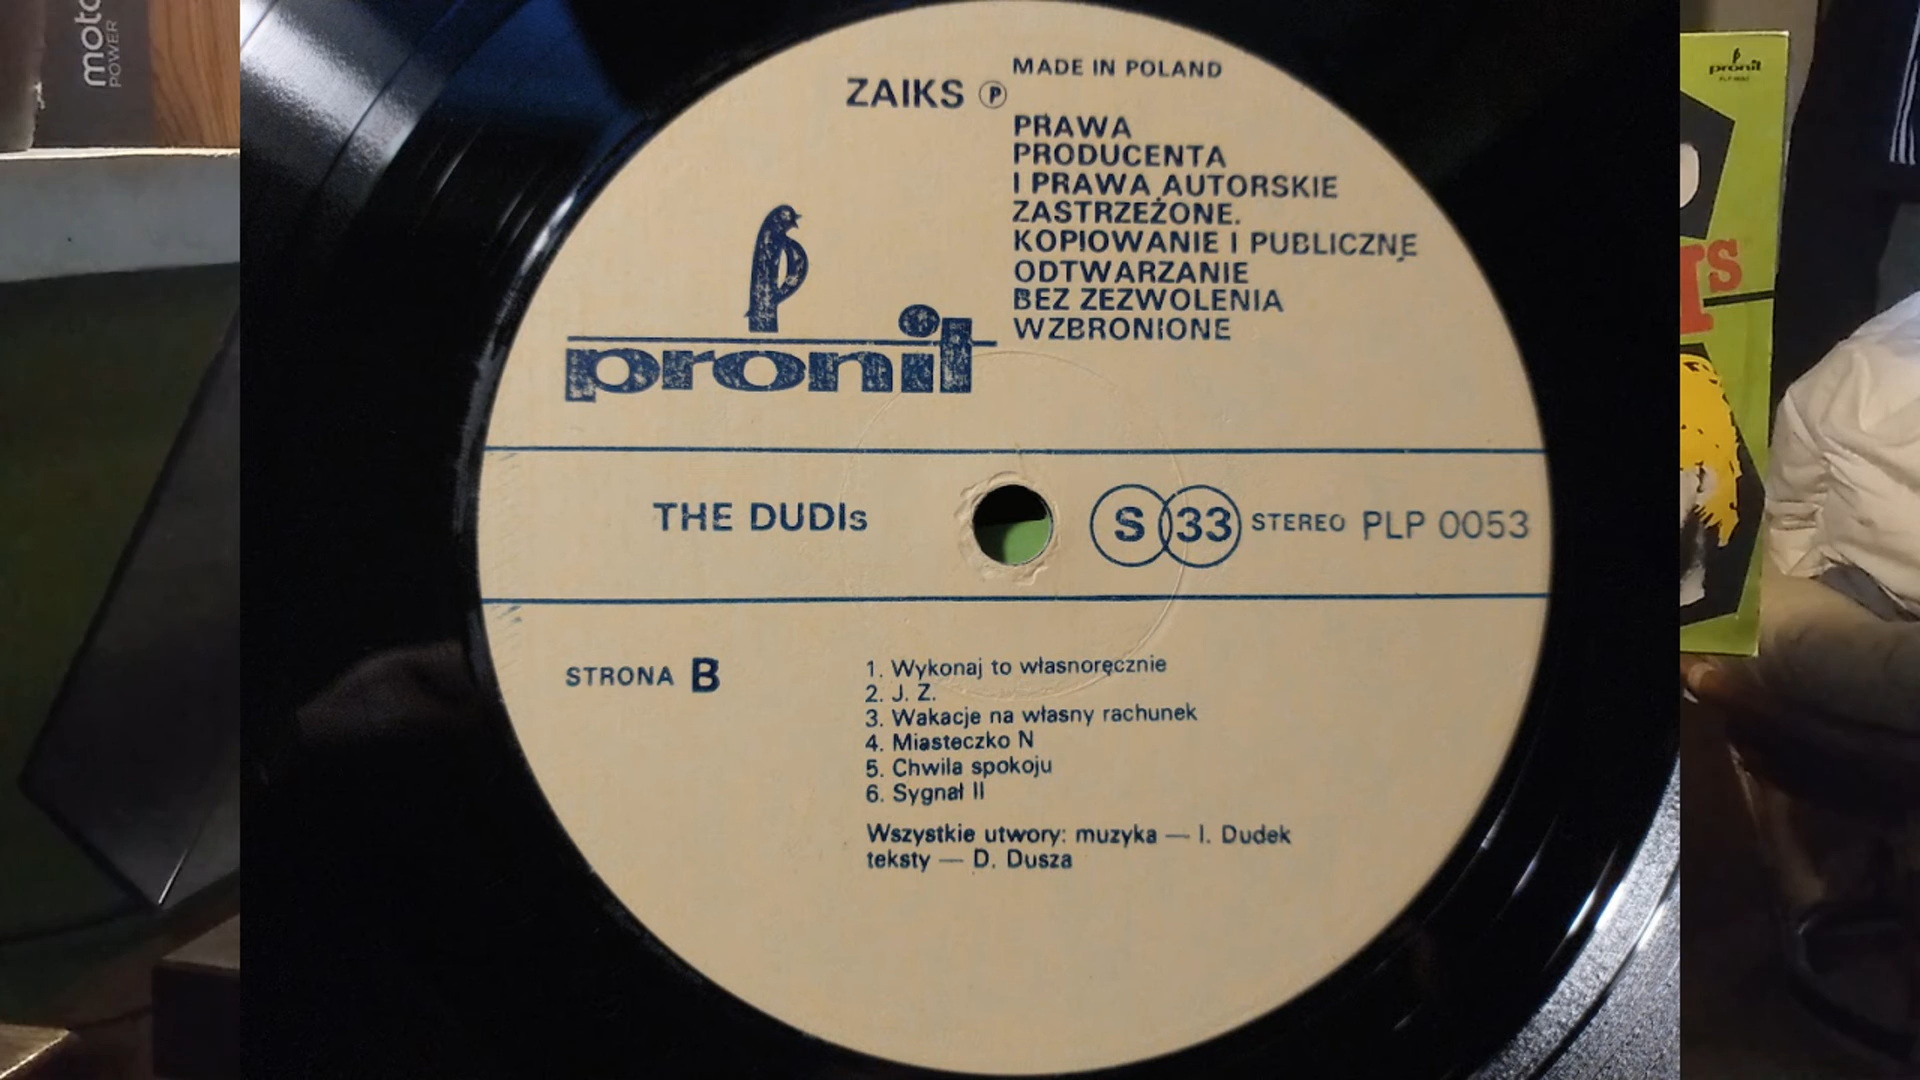 moto
POWER
MADE IN POLAND
ZAIKS Ⓟ
PRAWA
PRODUCENTA
I PRAWA AUTORSKIE
ZASTRZEŻONE.
KOPIOWANIE I PUBLICZNE
ODTWARZANIE
BEZ ZEZWOLENIA
WZBRONIONE
pronit
THE DUDIs
S 33 STEREO PLP 0053
STRONA B
1. Wykonaj to własnoręcznie
2. J. Z.
3. Wakacje na własny rachunek
4. Miasteczko N
5. Chwila spokoju
6. Sygnał II
Wszystkie utwory: muzyka — I. Dudek
teksty — D. Dusza
pronit